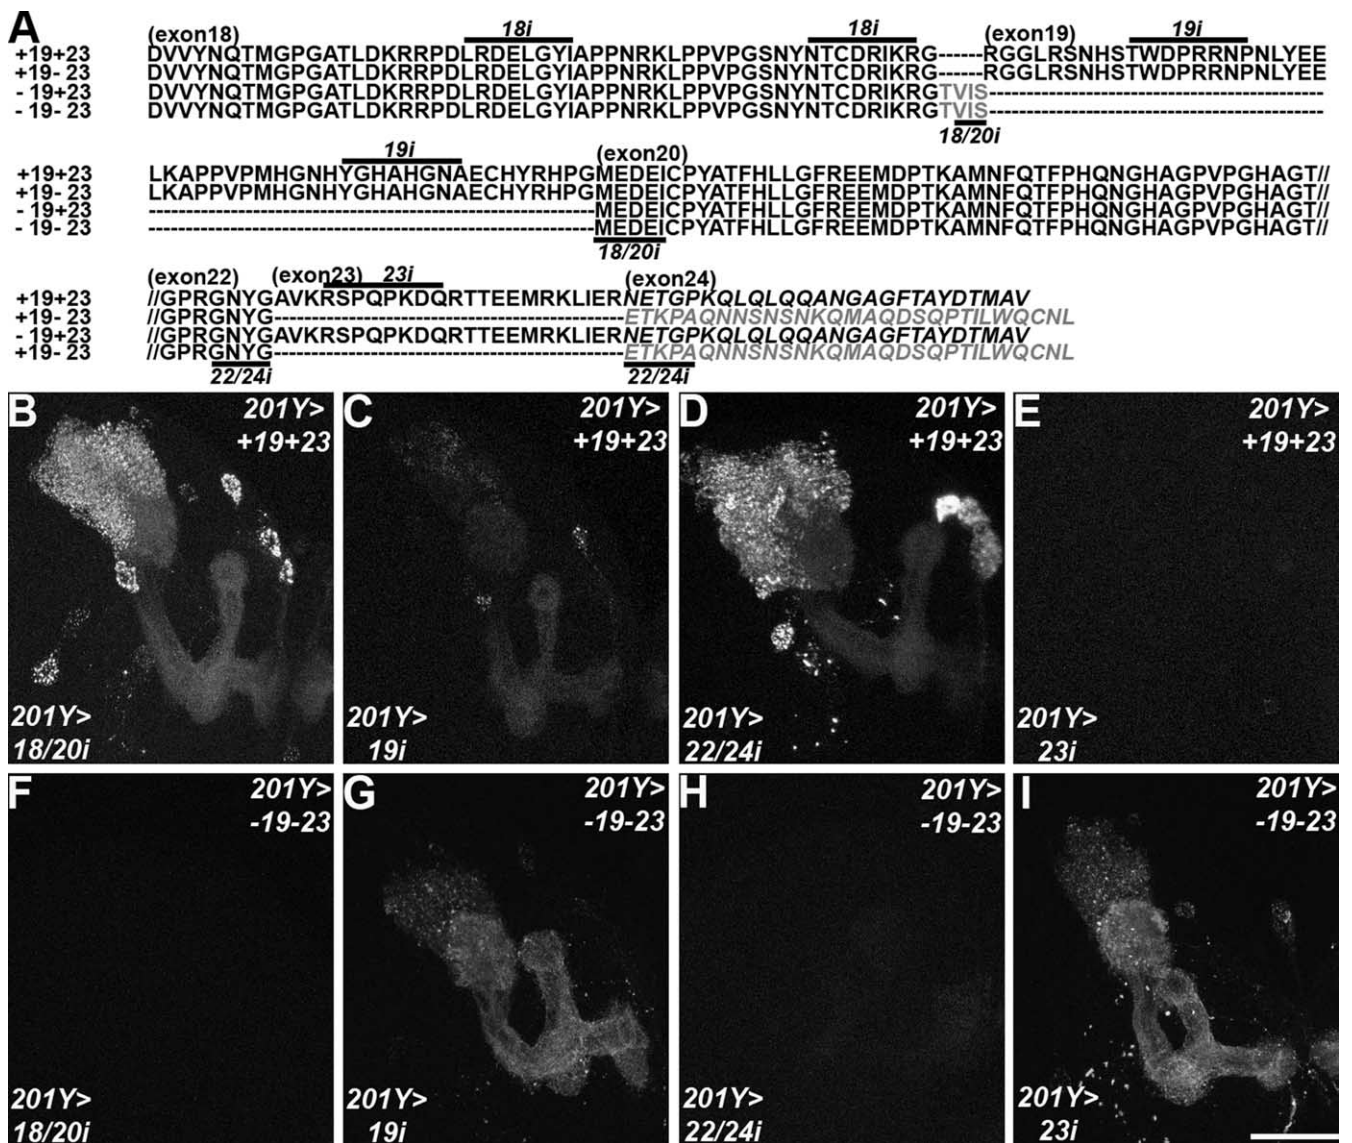 A
(exon18) 18i 18i (exon19) 19i
+19+23 DVVYNQTMGPGATLDKRRPDLRDELGYIAPPNRKLPPVPGSNYNTCDRIKRG-----RGGLRSNHSTWDPRRNPNLYEE
+19- 23 DVVYNQTMGPGATLDKRRPDLRDELGYIAPPNRKLPPVPGSNYNTCDRIKRG-----RGGLRSNHSTWDPRRNPNLYEE
- 19+23 DVVYNQTMGPGATLDKRRPDLRDELGYIAPPNRKLPPVPGSNYNTCDRIKRGTVIS-------------------------------------
- 19- 23 DVVYNQTMGPGATLDKRRPDLRDELGYIAPPNRKLPPVPGSNYNTCDRIKRGTVIS-------------------------------------
18/20i
19i (exon20)
+19+23 LKAPPVPMHGNHYGHAHGNAECHYRHPGMEDEICPYATFHLLGFREEMDPTKAMNFQTFPHQNGHAGPVPGHAGT//
+19- 23 LKAPPVPMHGNHYGHAHGNAECHYRHPGMEDEICPYATFHLLGFREEMDPTKAMNFQTFPHQNGHAGPVPGHAGT//
- 19+23 -------------------------------------------------MEDEICPYATFHLLGFREEMDPTKAMNFQTFPHQNGHAGPVPGHAGT//
- 19- 23 -------------------------------------------------MEDEICPYATFHLLGFREEMDPTKAMNFQTFPHQNGHAGPVPGHAGT//
18/20i
(exon22) (exon23) 23i (exon24)
+19+23 //GPRGNYGAVKRSPQPKDQRTTEEMRKLIERNETGPKQLQLQQANGAGFTAYDTMAV
+19- 23 //GPRGNYG---------------------------------------ETKPAQNNSNSNKQMAQDSQPTILWQCNL
- 19+23 //GPRGNYGAVKRSPQPKDQRTTEEMRKLIERNETGPKQLQLQQANGAGFTAYDTMAV
+19- 23 //GPRGNYG---------------------------------------ETKPAQNNSNSNKQMAQDSQPTILWQCNL
22/24i 22/24i
B 201Y>
+19+23
201Y>
18/20i
C 201Y>
+19+23
201Y>
19i
D 201Y>
+19+23
201Y>
22/24i
E 201Y>
+19+23
201Y>
23i
F 201Y>
-19-23
201Y>
18/20i
G 201Y>
-19-23
201Y>
19i
H 201Y>
-19-23
201Y>
22/24i
I 201Y>
-19-23
201Y>
23i